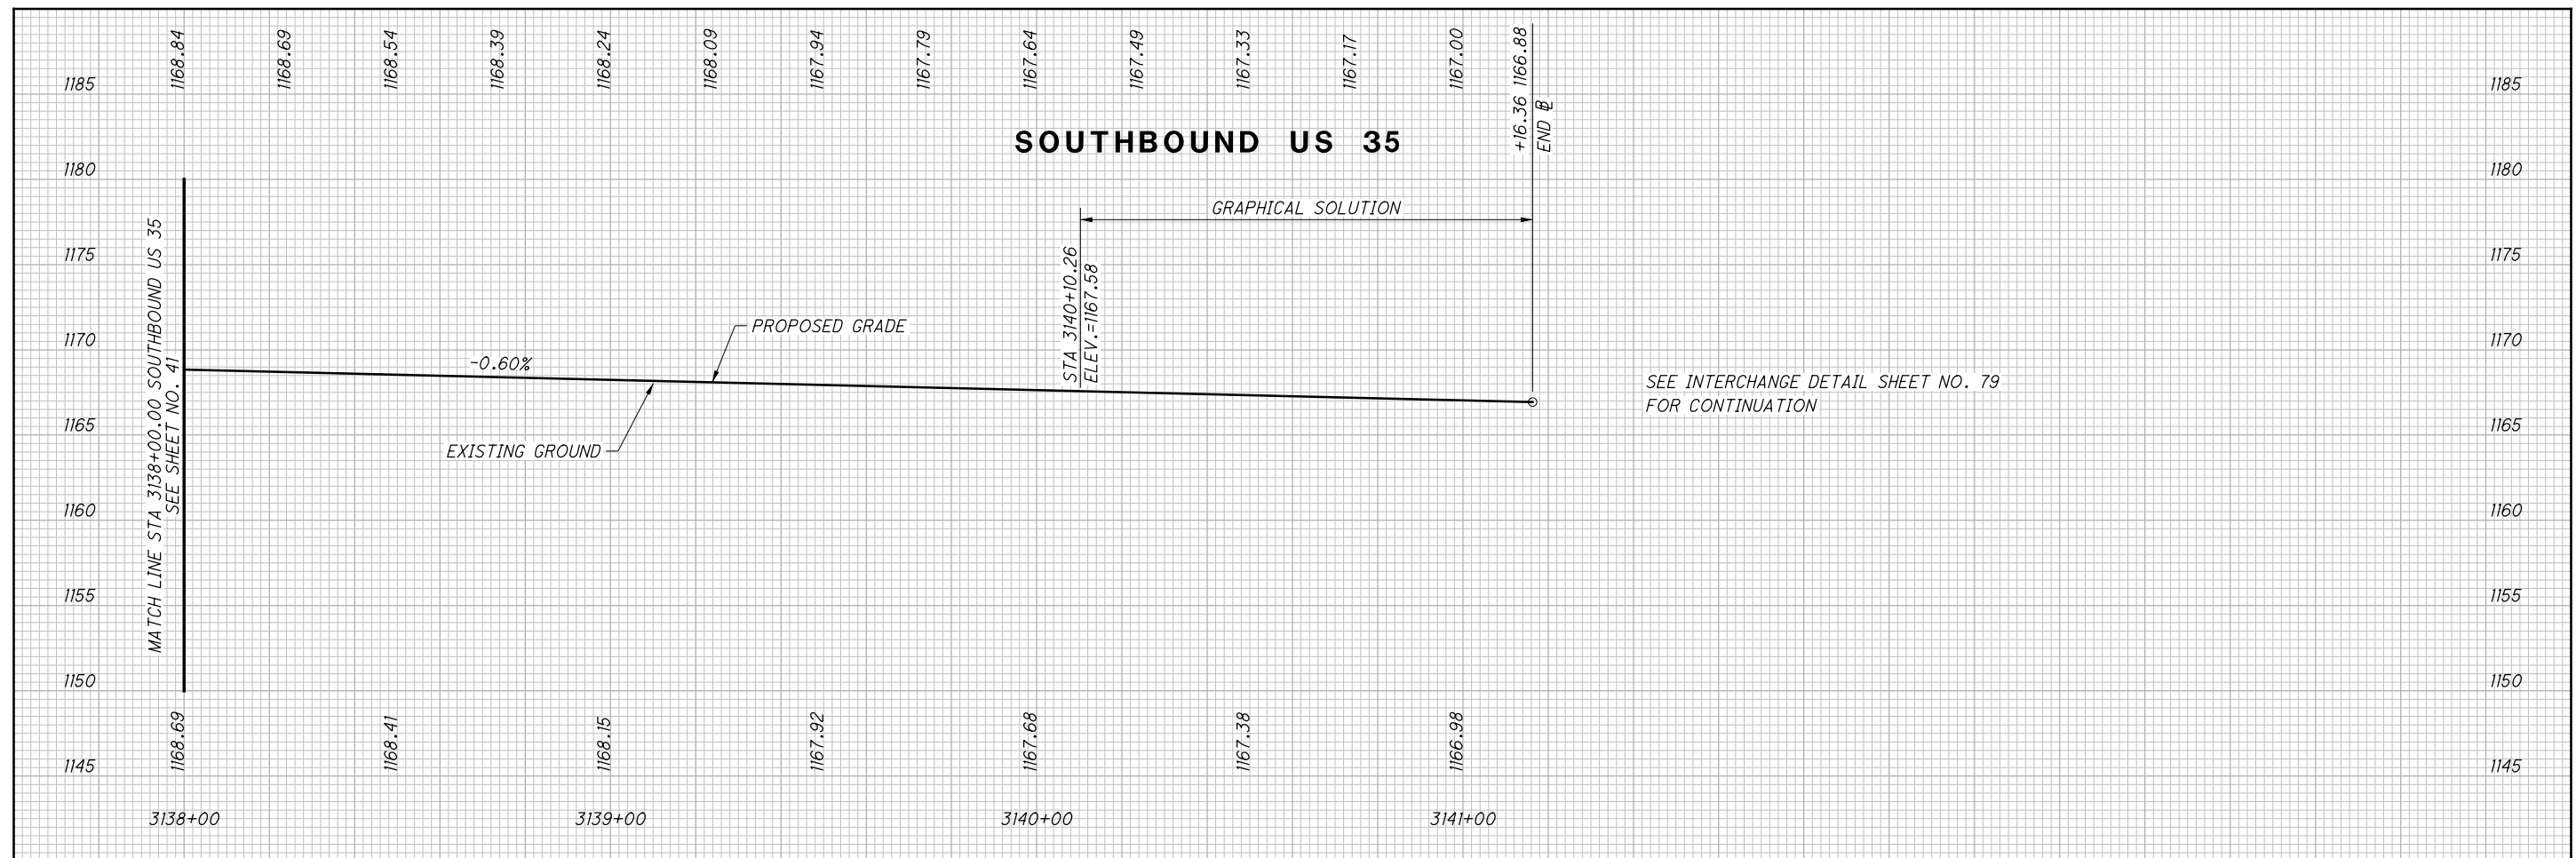 1168.84 1168.69 1168.54 1168.39 1168.24 1168.09 1167.94 1167.79 1167.64 1167.49 1167.33 1167.17 1167.00 +16.36 1166.88
END PL
1185 1185
SOUTHBOUND US 35
1180 1180
GRAPHICAL SOLUTION
1175 1175
STA 3140+10.26
ELEV.=1167.58
MATCH LINE STA 3138+00.00 SOUTHBOUND US 35
SEE SHEET NO. 41
1170 1170
PROPOSED GRADE
-0.60%
SEE INTERCHANGE DETAIL SHEET NO. 79
FOR CONTINUATION
1165 1165
EXISTING GROUND
1160 1160
1155 1155
1150 1150
1168.69 1168.41 1168.15 1167.92 1167.68 1167.38 1166.98
1145 1145
3138+00 3139+00 3140+00 3141+00